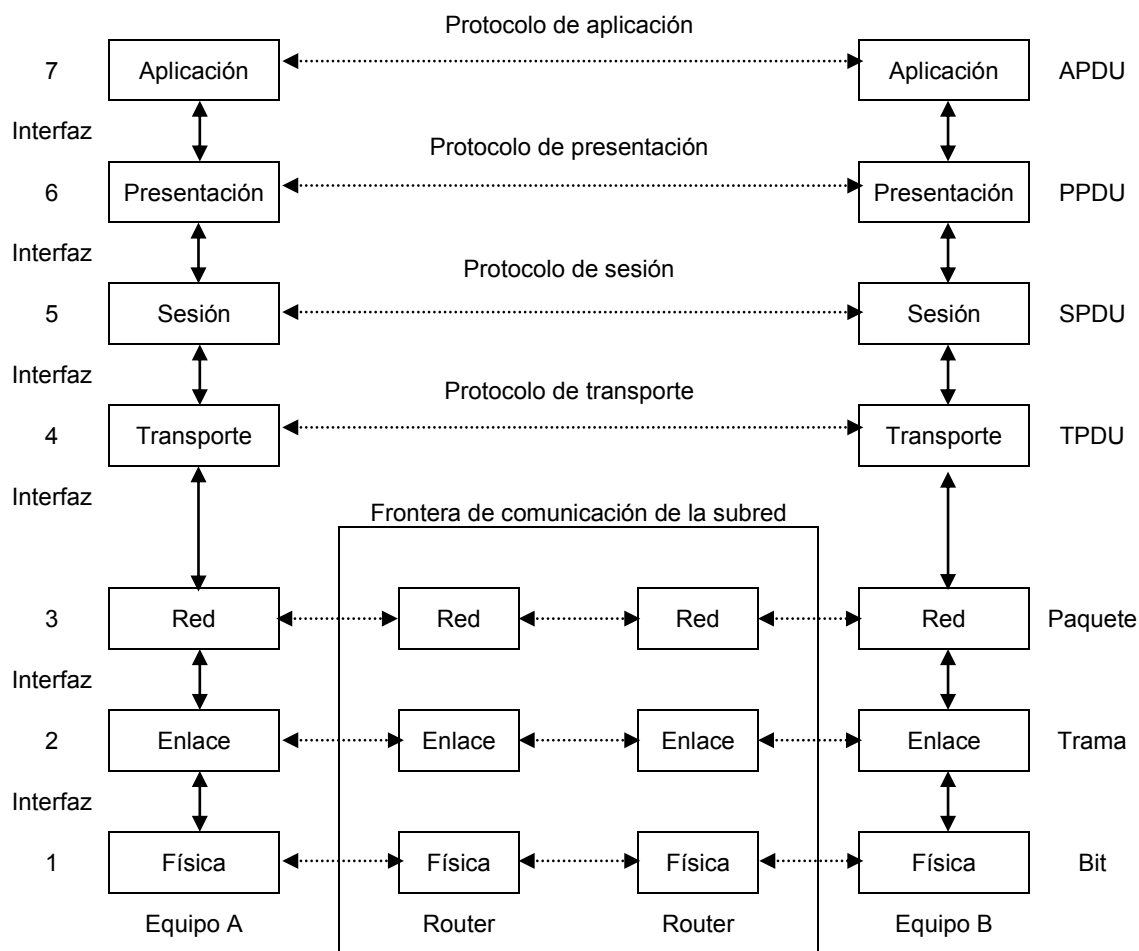 Protocolo de aplicación
7 Aplicación Aplicación APDU
Interfaz
Protocolo de presentación
6 Presentación Presentación PPDU
Interfaz
Protocolo de sesión
5 Sesión Sesión SPDU
Interfaz
Protocolo de transporte
4 Transporte Transporte TPDU
Interfaz
Frontera de comunicación de la subred
3 Red Red Red Red Paquete
Interfaz
2 Enlace Enlace Enlace Enlace Trama
Interfaz
1 Física Física Física Física Bit
Equipo A Router Router Equipo B